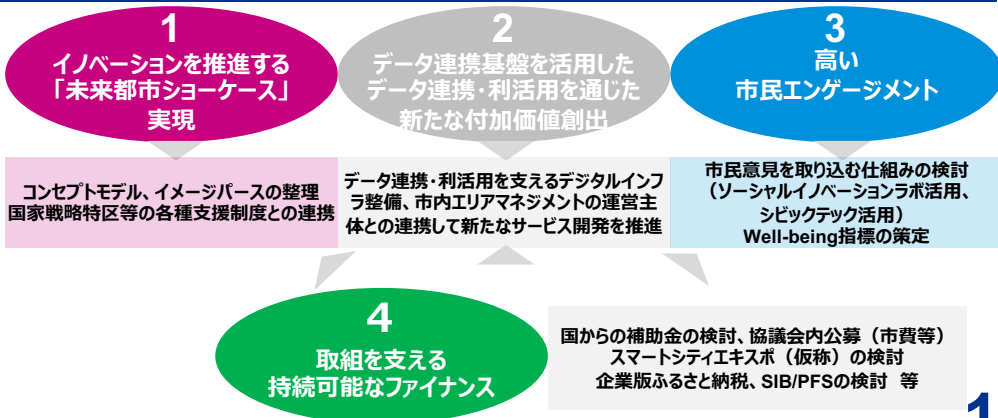 1
イノベーションを推進する
「未来都市ショーケース」
実現
2
データ連携基盤を活用した
データ連携・利活用を通じた
新たな付加価値創出
3
高い
市民エンゲージメント
コンセプトモデル、イメージパースの整理
国家戦略特区等の各種支援制度との連携
データ連携・利活用を支えるデジタルインフ
ラ整備、市内エリアマネジメントの運営主
体との連携して新たなサービス開発を推進
市民意見を取り込む仕組みの検討
（ソーシャルイノベーションラボ活用、
シビックテック活用）
Well-being指標の策定
4
取組を支える
持続可能なファイナンス
国からの補助金の検討、協議会内公募（市費等）
スマートシティエキスポ（仮称）の検討
企業版ふるさと納税、SIB/PFSの検討 等